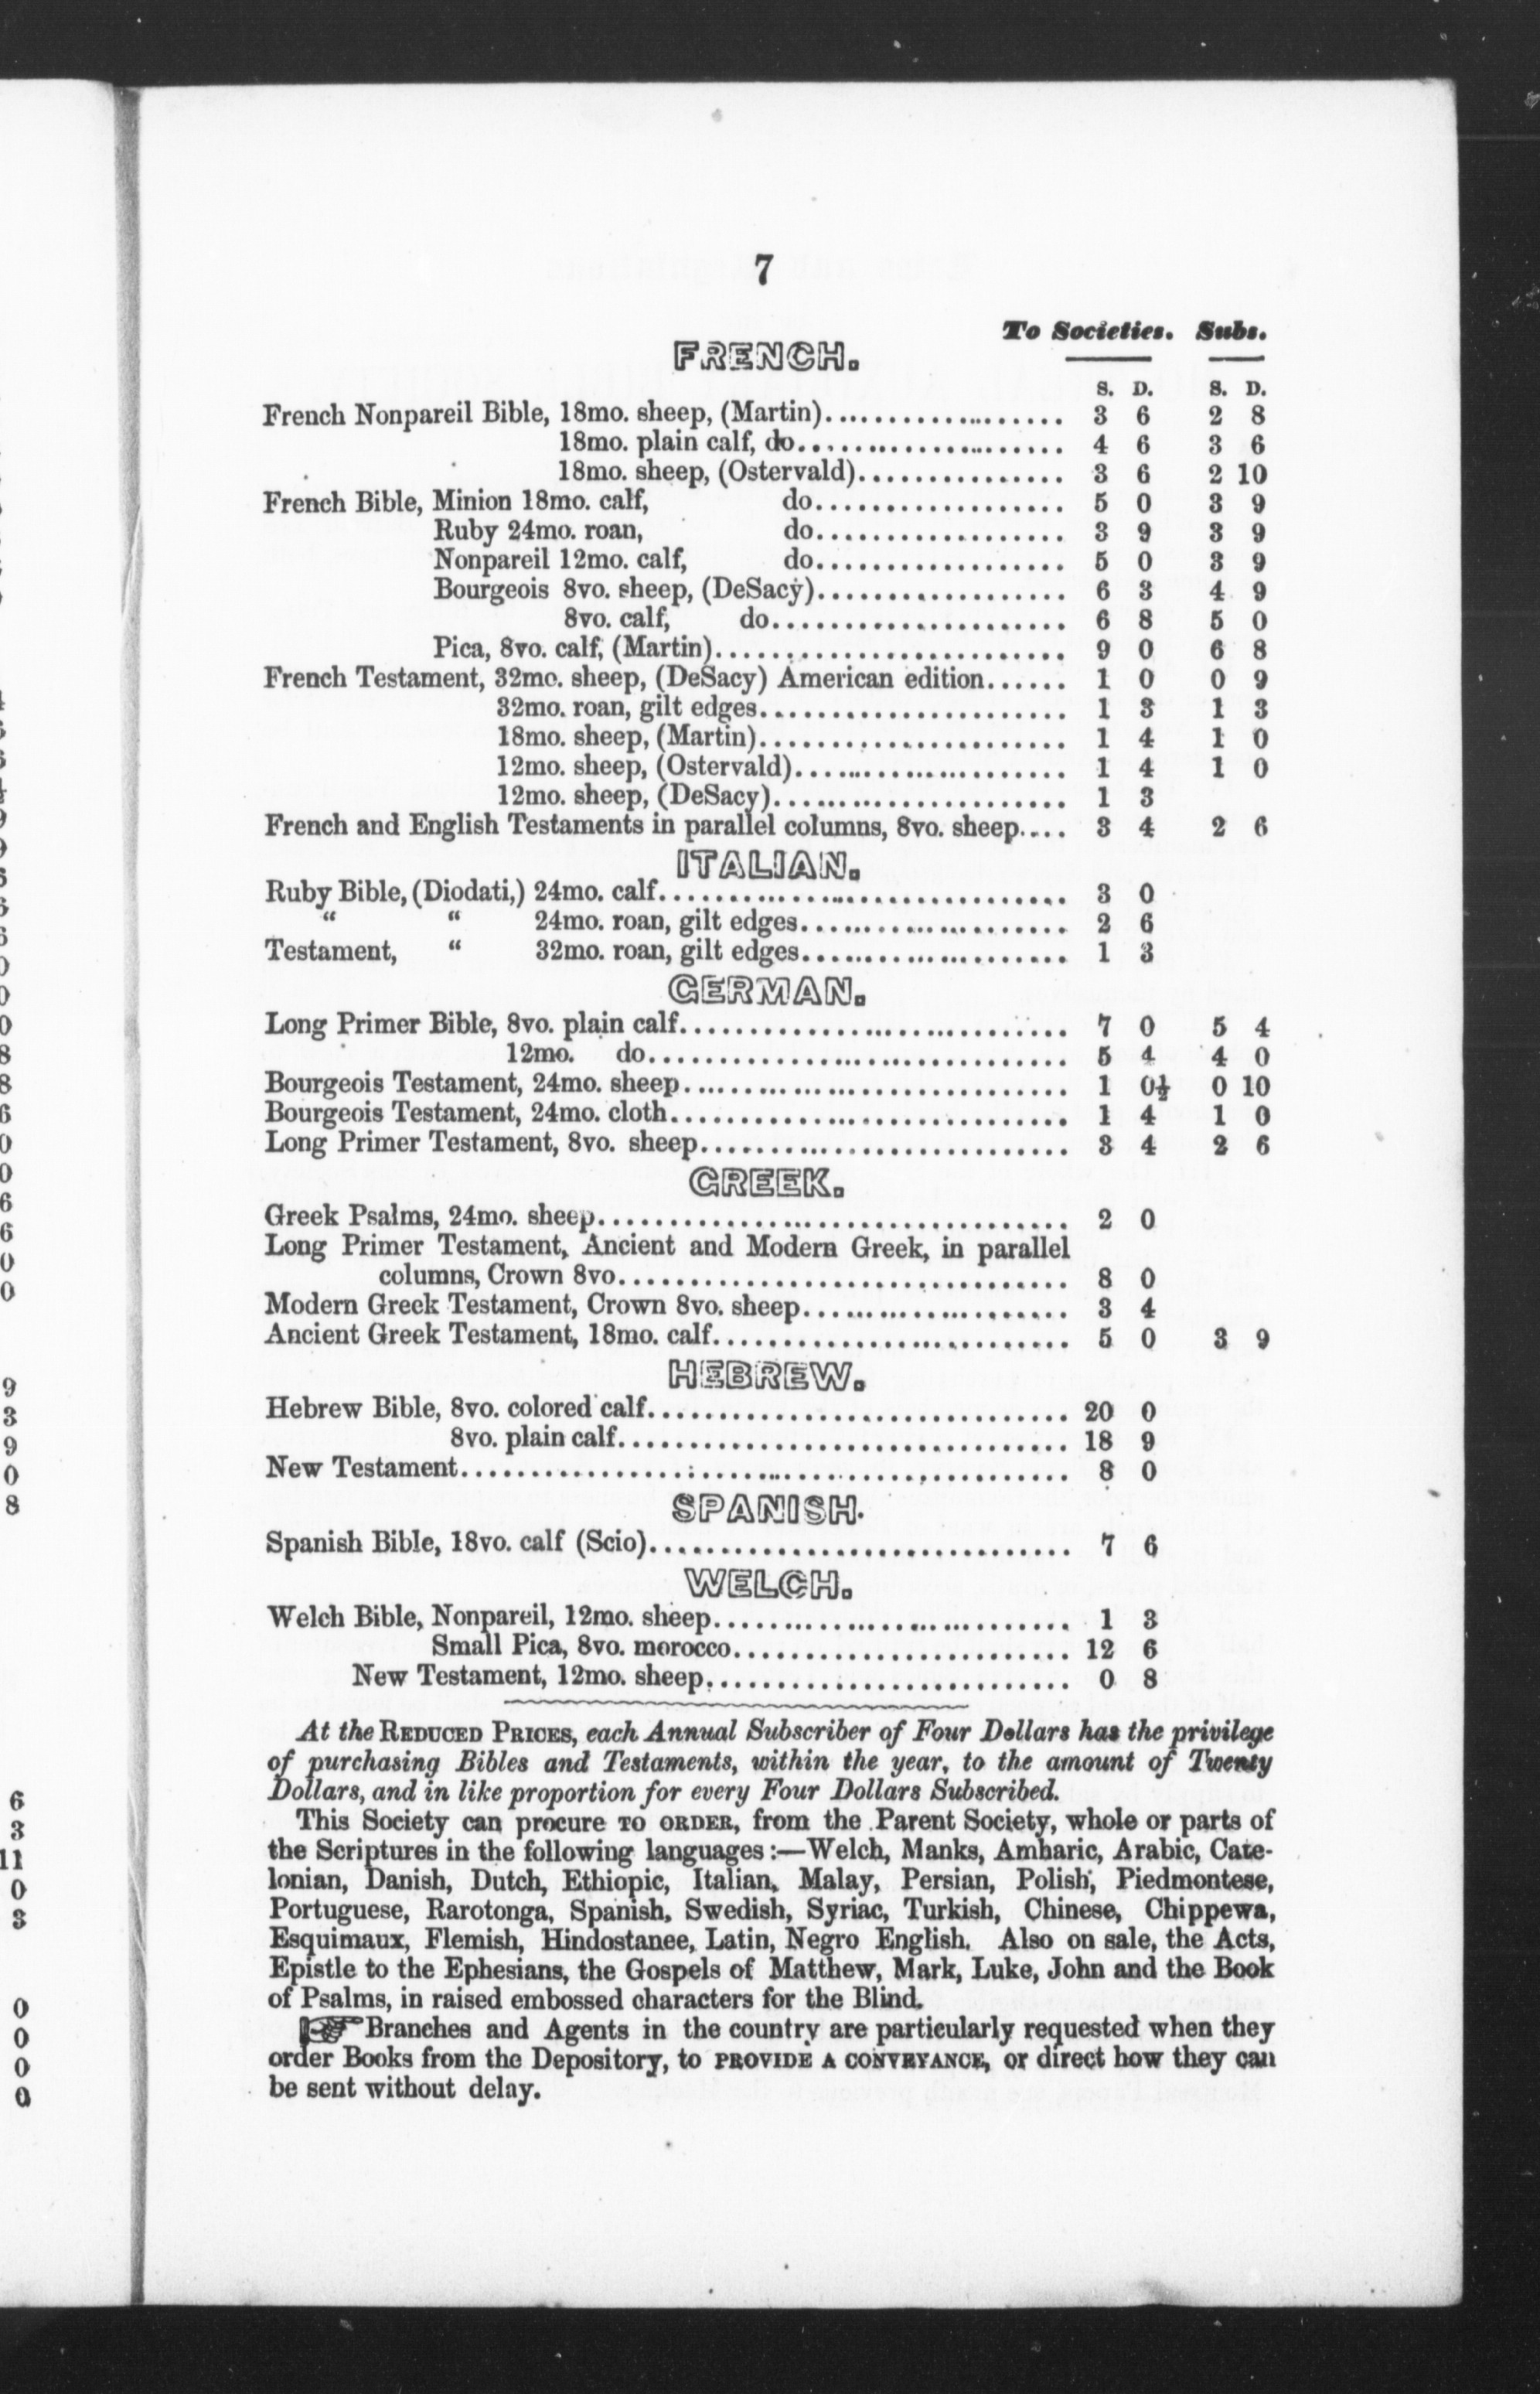 7
To Societies. Subs.
FRENCH.
S. D. S. D.
French Nonpareil Bible, 18mo. sheep, (Martin).................... 3 6 2 8
18mo. plain calf, do.................... 4 6 3 6
18mo. sheep, (Ostervald)............... 3 6 2 10
French Bible, Minion 18mo. calf, do.................. 5 0 3 9
Ruby 24mo. roan, do.................. 3 9 3 9
Nonpareil 12mo. calf, do.................. 5 0 3 9
Bourgeois 8vo. sheep, (DeSacy).................. 6 3 4 9
8vo. calf, do..................... 6 8 5 0
Pica, 8vo. calf, (Martin)......................... 9 0 6 8
French Testament, 32mo. sheep, (DeSacy) American edition...... 1 0 0 9
32mo. roan, gilt edges...................... 1 3 1 3
18mo. sheep, (Martin)...................... 1 4 1 0
12mo. sheep, (Ostervald).................... 1 4 1 0
12mo. sheep, (DeSacy)..................... 1 3
French and English Testaments in parallel columns, 8vo. sheep.... 3 4 2 6
ITALIAN.
Ruby Bible, (Diodati,) 24mo. calf.............................. 3 0
“ “ 24mo. roan, gilt edges.................... 2 6
Testament, “ 32mo. roan, gilt edges.................... 1 3
GERMAN.
Long Primer Bible, 8vo. plain calf............................ 7 0 5 4
12mo. do.............................. 5 4 4 0
Bourgeois Testament, 24mo. sheep............................ 1 0½ 0 10
Bourgeois Testament, 24mo. cloth............................. 1 4 1 0
Long Primer Testament, 8vo. sheep.......................... 3 4 2 6
GREEK.
Greek Psalms, 24mo. sheep.................................. 2 0
Long Primer Testament, Ancient and Modern Greek, in parallel
columns, Crown 8vo................................ 8 0
Modern Greek Testament, Crown 8vo. sheep................... 3 4
Ancient Greek Testament, 18mo. calf.......................... 5 0 3 9
HEBREW.
Hebrew Bible, 8vo. colored calf.............................. 20 0
8vo. plain calf................................ 18 9
New Testament............................................ 8 0
SPANISH.
Spanish Bible, 18vo. calf (Scio).............................. 7 6
WELCH.
Welch Bible, Nonpareil, 12mo. sheep.......................... 1 3
Small Pica, 8vo. morocco........................ 12 6
New Testament, 12mo. sheep.......................... 0 8
At the REDUCED PRICES, each Annual Subscriber of Four Dollars has the privilege
of purchasing Bibles and Testaments, within the year, to the amount of Twenty
Dollars, and in like proportion for every Four Dollars Subscribed.
This Society can procure TO ORDER, from the Parent Society, whole or parts of
the Scriptures in the following languages:—Welch, Manks, Amharic, Arabic, Cate-
lonian, Danish, Dutch, Ethiopic, Italian, Malay, Persian, Polish, Piedmontese,
Portuguese, Rarotonga, Spanish, Swedish, Syriac, Turkish, Chinese, Chippewa,
Esquimaux, Flemish, Hindostanee, Latin, Negro English. Also on sale, the Acts,
Epistle to the Ephesians, the Gospels of Matthew, Mark, Luke, John and the Book
of Psalms, in raised embossed characters for the Blind.
☞ Branches and Agents in the country are particularly requested when they
order Books from the Depository, to PROVIDE A CONVEYANCE, or direct how they can
be sent without delay.